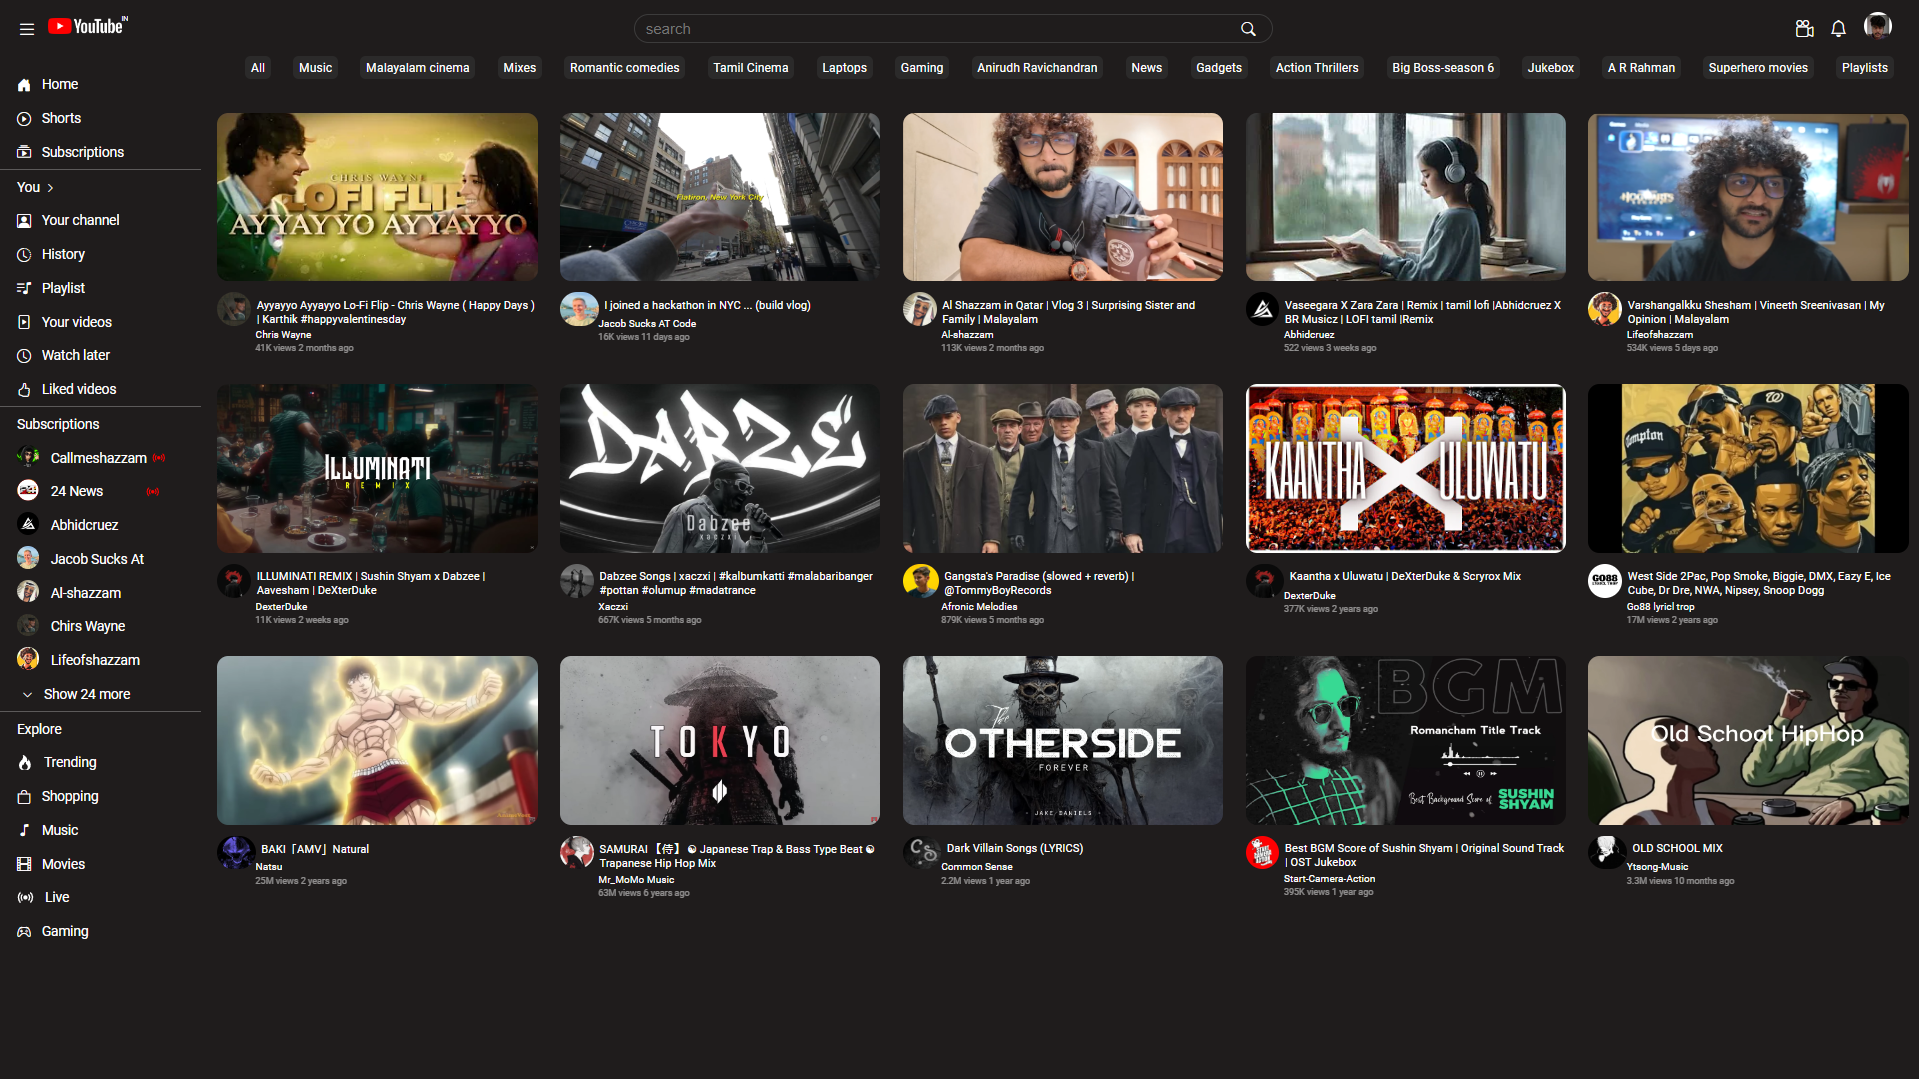 YouTube IN
search
All Music Malayalam cinema Mixes Romantic comedies Tamil Cinema Laptops Gaming Anirudh Ravichandran News Gadgets Action Thrillers Big Boss-season 6 Jukebox A R Rahman Superhero movies Playlists
Home
Shorts
Subscriptions
You
Your channel
History
Playlist
Your videos
Watch later
Liked videos
Subscriptions
Callmeshazzam
24 News
Abhidcruez
Jacob Sucks At
Al-shazzam
Chirs Wayne
Lifeofshazzam
Show 24 more
Explore
Trending
Shopping
Music
Movies
Live
Gaming
CHRIS WAYNE
LOFI FLIP
AYYAYYO AYYAYYO
Ayyayyo Ayyayyo Lo-Fi Flip - Chris Wayne ( Happy Days )
| Karthik #happyvalentinesday
Chris Wayne
41K views 2 months ago
Flatiron, New York City
I joined a hackathon in NYC ... (build vlog)
Jacob Sucks AT Code
16K views 11 days ago
Al Shazzam in Qatar | Vlog 3 | Surprising Sister and
Family | Malayalam
Al-shazzam
113K views 2 months ago
Vaseegara X Zara Zara | Remix | tamil lofi |Abhidcruez X
BR Musicz | LOFI tamil |Remix
Abhidcruez
522 views 3 weeks ago
HOGWARTS
Varshangalkku Shesham | Vineeth Sreenivasan | My
Opinion | Malayalam
Lifeofshazzam
534K views 5 days ago
ILLUMINATI
REMIX
ILLUMINATI REMIX | Sushin Shyam x Dabzee |
Aavesham | DeXterDuke
DexterDuke
11K views 2 weeks ago
DABZEE
Dabzee
xaczxi
Dabzee Songs | xaczxi | #kalbumkatti #malabaribanger
#pottan #olumup #madatrance
Xaczxi
667K views 5 months ago
Gangsta's Paradise (slowed + reverb) |
@TommyBoyRecords
Afronic Melodies
879K views 5 months ago
KAANTHA X ULUWATU
Kaantha x Uluwatu | DeXterDuke & Scryrox Mix
DexterDuke
377K views 2 years ago
Compton
GO88
West Side 2Pac, Pop Smoke, Biggie, DMX, Eazy E, Ice
Cube, Dr Dre, NWA, Nipsey, Snoop Dogg
Go88 lyricl trop
17M views 2 years ago
BAKI「AMV」Natural
Natsu
25M views 2 years ago
TOKYO
SAMURAI 【侍】 ☯ Japanese Trap & Bass Type Beat ☯
Trapanese Hip Hop Mix
Mr_MoMo Music
63M views 6 years ago
The
OTHERSIDE
FOREVER
- JAKE DANIELS -
CS
Dark Villain Songs (LYRICS)
Common Sense
2.2M views 1 year ago
BGM
Romancham Title Track
Best Background Score of
SUSHIN
SHYAM
START
CAMERA
ACTION
Best BGM Score of Sushin Shyam | Original Sound Track
| OST Jukebox
Start-Camera-Action
395K views 1 year ago
Old School HipHop
OLD SCHOOL MIX
Ytsong-Music
3.3M views 10 months ago